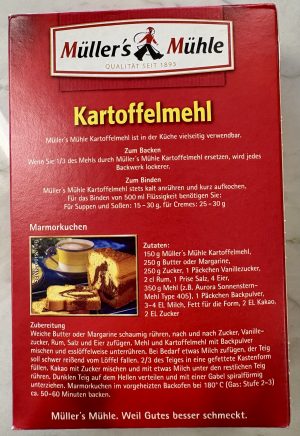 Müller's Mühle
QUALITÄT SEIT 1893
Kartoffelmehl
Müller's Mühle Kartoffelmehl ist in der Küche vielseitig verwendbar.
Zum Backen
Wenn Sie 1/3 des Mehls durch Müller's Mühle Kartoffelmehl ersetzen, wird jedes
Backwerk lockerer.
Zum Binden
Müller's Mühle Kartoffelmehl stets kalt anrühren und kurz aufkochen.
Für das Binden von 500 ml Flüssigkeit benötigen Sie:
Für Suppen und Soßen: 15-30 g, für Cremes: 25-30 g
Marmorkuchen
Zutaten:
150 g Müller's Mühle Kartoffelmehl,
250 g Butter oder Margarine,
250 g Zucker, 1 Päckchen Vanillezucker,
2 cl Rum, 1 Prise Salz, 4 Eier,
350 g Mehl (z.B. Aurora Sonnenstern-
Mehl Type 405), 1 Päckchen Backpulver,
3-4 EL Milch, Fett für die Form, 2 EL Kakao,
2 EL Zucker
Zubereitung
Weiche Butter oder Margarine schaumig rühren, nach und nach Zucker, Vanille-
zucker, Rum, Salz und Eier zufügen. Mehl und Kartoffelmehl mit Backpulver
mischen und esslöffelweise unterrühren. Bei Bedarf etwas Milch zufügen, der Teig
soll schwer reißend vom Löffel fallen. 2/3 des Teiges in eine gefettete Kastenform
füllen. Kakao mit Zucker mischen und mit etwas Milch unter den restlichen Teig
rühren. Dunklen Teig auf dem Hellen verteilen und mit einer Gabel spiralförmig
unterziehen. Marmorkuchen im vorgeheizten Backofen bei 180° C (Gas: Stufe 2-3)
ca. 50-60 Minuten backen.
Müller's Mühle. Weil Gutes besser schmeckt.